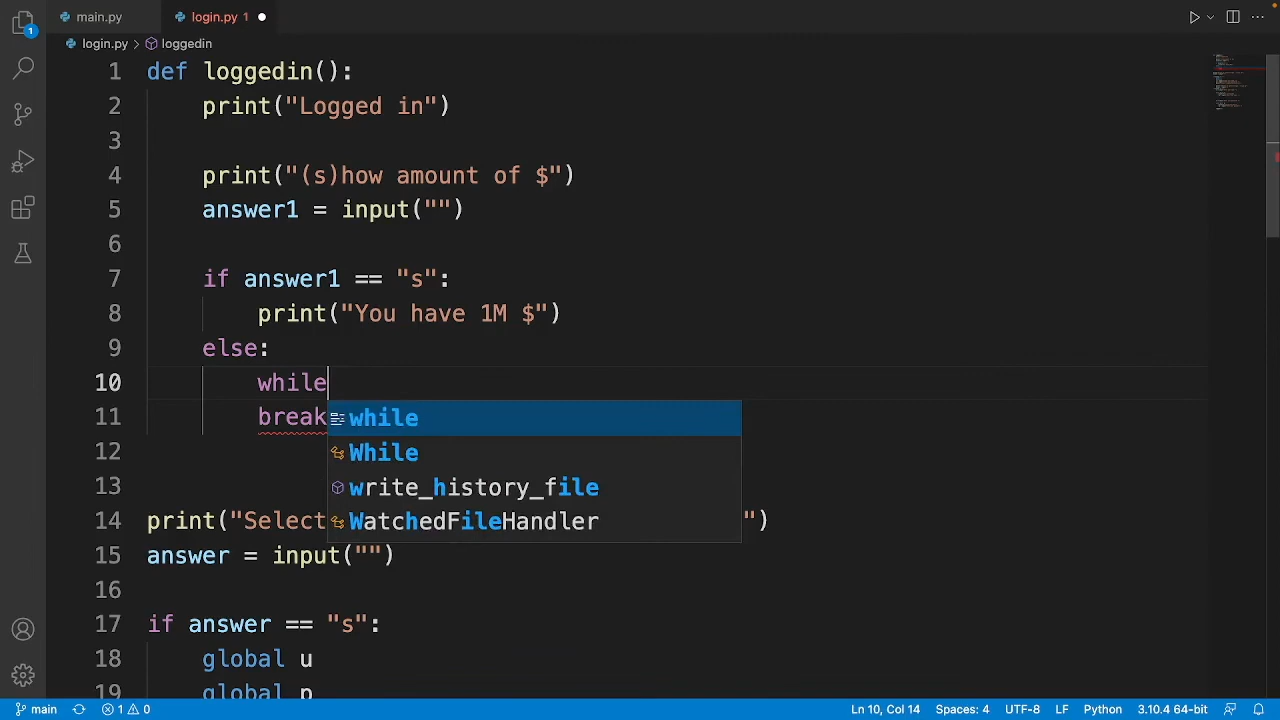 main.py login.py 1
login.py > loggedin
1 def loggedin():
2 print("Logged in")
3
4 print("(s)how amount of $")
5 answer1 = input("")
6
7 if answer1 == "s":
8 print("You have 1M $")
9 else:
10 while
11 break
while
While
write_history_file
WatchedFileHandler
12
13
14 print("Select ")
15 answer = input("")
16
17 if answer == "s":
18 global u
19 global p
1
main 1 0 Ln 10, Col 14 Spaces: 4 UTF-8 LF Python 3.10.4 64-bit